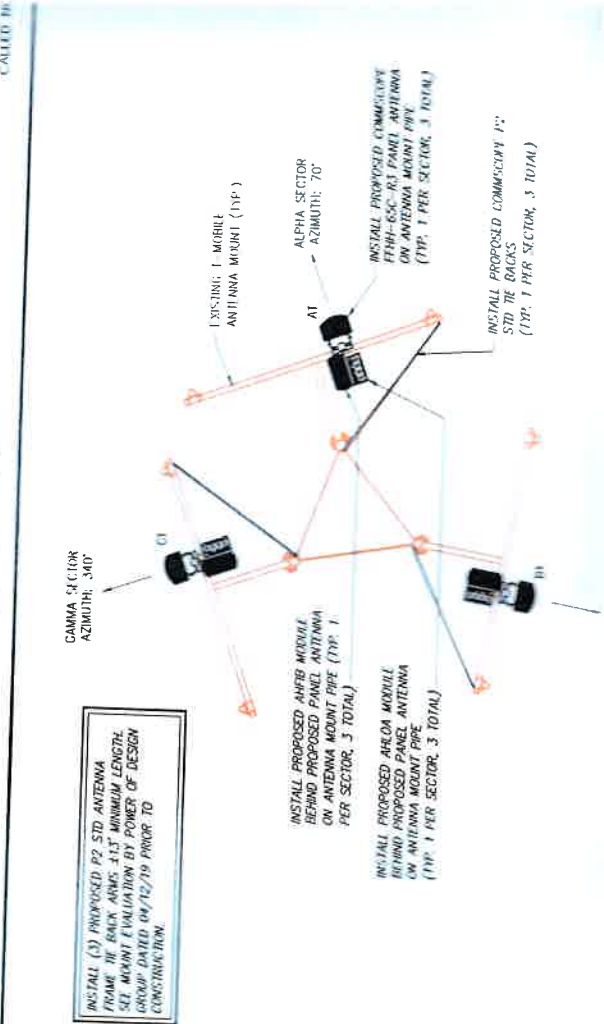 CALLED
INSTALL (3) PROPOSED P2 STD ANTENNA
FRAME TIE BACK ARMS ±13' MINIMUM LENGTH.
SEE MOUNT EVALUATION BY POWER OF DESIGN
GROUP DATED 04/12/19 PRIOR TO
CONSTRUCTION.
GAMMA SECTOR
AZIMUTH: 340°
C1
EXISTING T-MOBILE
ANTENNA MOUNT (TYP.)
ALPHA SECTOR
AZIMUTH: 70°
A1
INSTALL PROPOSED COMMSCOPE
FFHH-65C-R3 PANEL ANTENNA
ON ANTENNA MOUNT PIPE
(TYP. 1 PER SECTOR, 3 TOTAL)
INSTALL PROPOSED COMMSCOPE P2
STD TIE BACKS
(TYP. 1 PER SECTOR, 3 TOTAL)
INSTALL PROPOSED AHFIB MODULE
BEHIND PROPOSED PANEL ANTENNA
ON ANTENNA MOUNT PIPE (TYP. 1
PER SECTOR, 3 TOTAL)
INSTALL PROPOSED AHLOA MODULE
BEHIND PROPOSED PANEL ANTENNA
ON ANTENNA MOUNT PIPE
(TYP. 1 PER SECTOR, 3 TOTAL)
B1